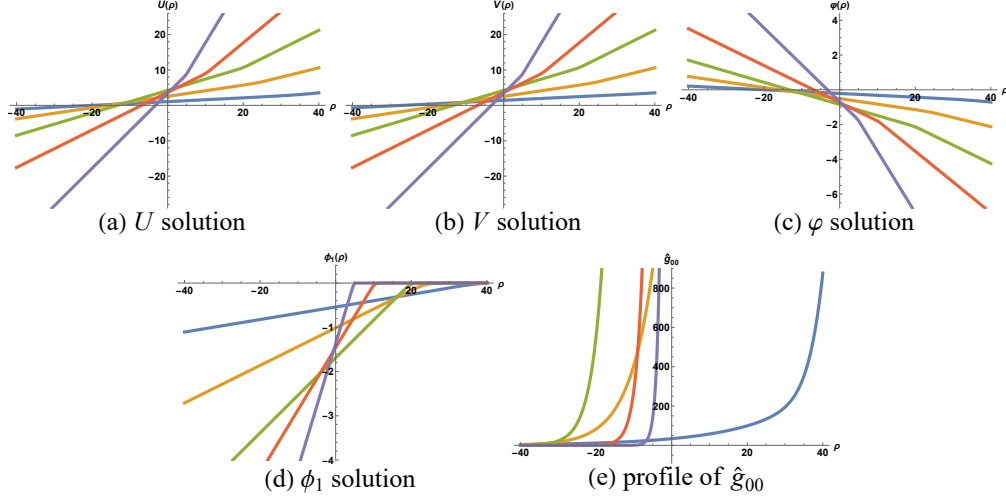 U(ρ) V(ρ) φ(ρ)
20 20 4
10 10 2
-40 -20 20 40 ρ -40 -20 20 40 ρ -40 -20 20 40 ρ
-10 -10 -2
-20 -20 -4
-6
(a) U solution (b) V solution (c) φ solution
ϕ₁(ρ) ĝ₀₀
-40 -20 20 40 ρ 800
-1 600
-2 400
-3 200
-4 -40 -20 20 40 ρ
(d) ϕ₁ solution (e) profile of ĝ₀₀